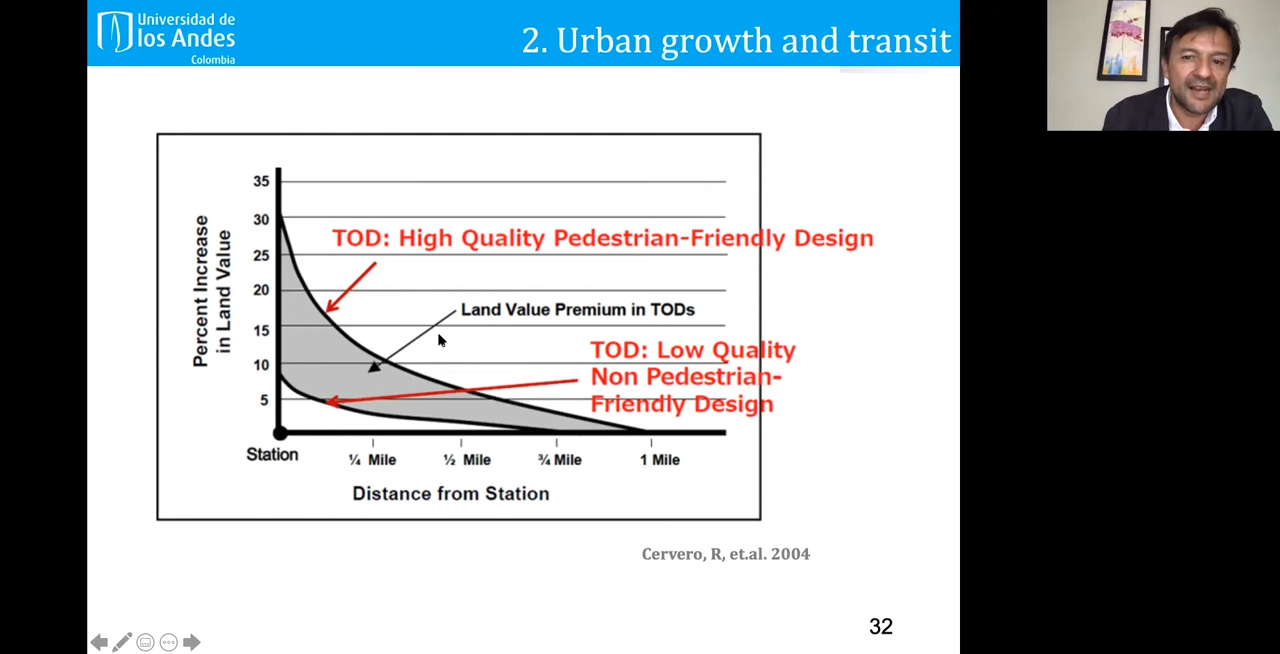 Universidad de
los Andes
Colombia
2. Urban growth and transit
35
30
25
20
15
10
5
Percent Increase
in Land Value
TOD: High Quality Pedestrian-Friendly Design
Land Value Premium in TODs
TOD: Low Quality
Non Pedestrian-
Friendly Design
Station
¼ Mile
½ Mile
¾ Mile
1 Mile
Distance from Station
Cervero, R, et.al. 2004
32